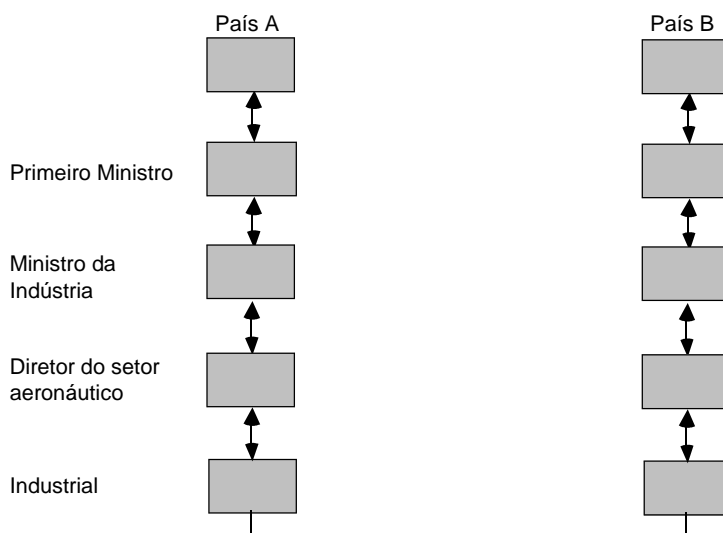 País A
País B
Primeiro Ministro
Ministro da
Indústria
Diretor do setor
aeronáutico
Industrial